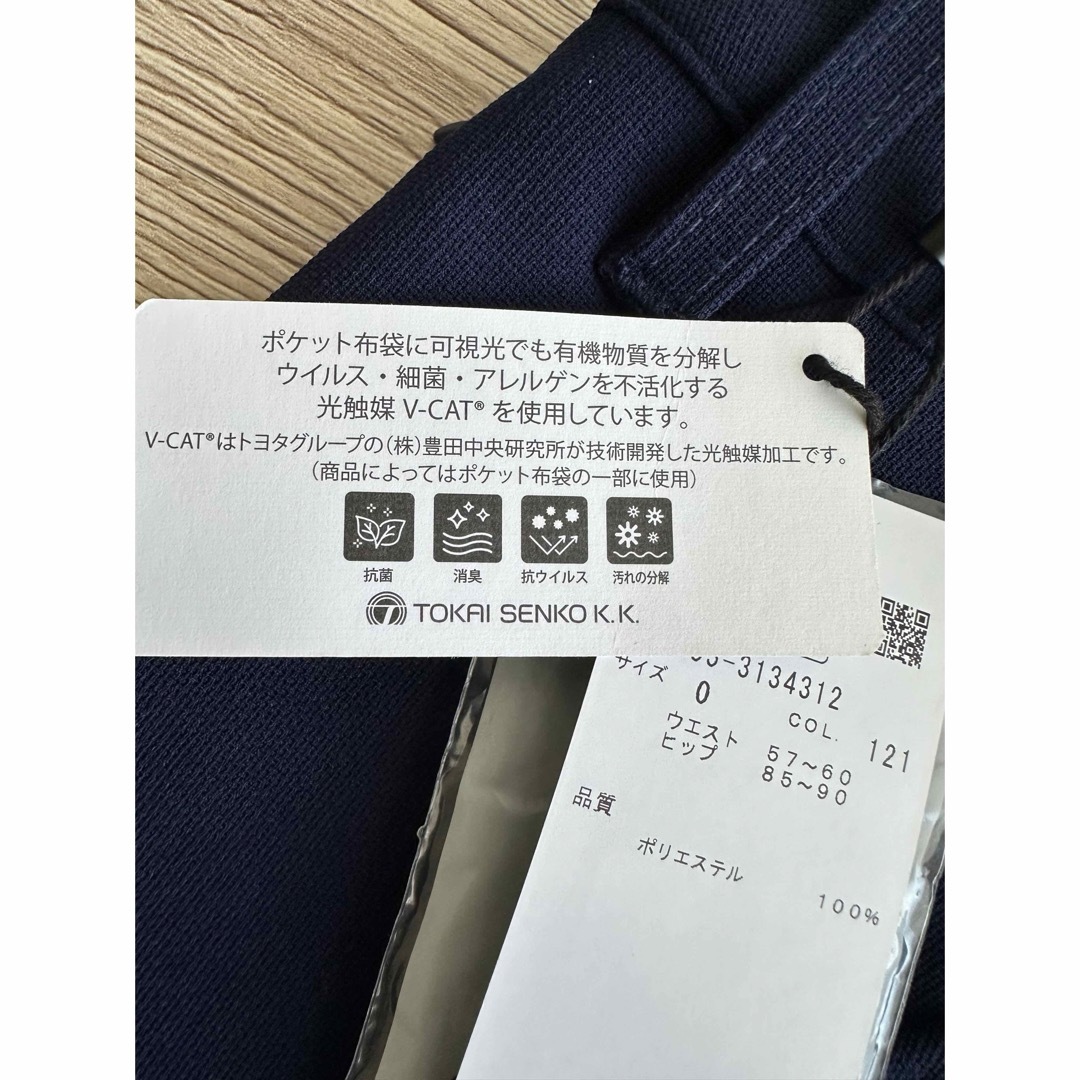 ポケット布袋に可視光でも有機物質を分解し
ウイルス・細菌・アレルゲンを不活化する
光触媒 V-CAT® を使用しています。
V-CAT®はトヨタグループの(株)豊田中央研究所が技術開発した光触媒加工です。
(商品によってはポケット布袋の一部に使用)
抗菌 消臭 抗ウイルス 汚れの分解
TOKAI SENKO K.K.
-3134312
サイズ 0 COL. 121
ウエスト 57~60
ヒップ 85~90
品質
ポリエステル 100%